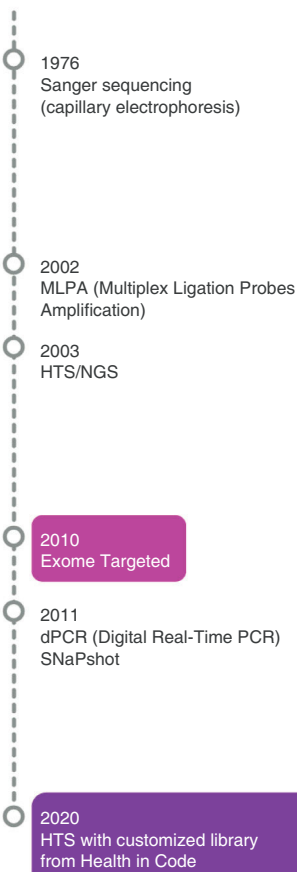 1976
Sanger sequencing
(capillary electrophoresis)
2002
MLPA (Multiplex Ligation Probes
Amplification)
2003
HTS/NGS
2010
Exome Targeted
2011
dPCR (Digital Real-Time PCR)
SNaPshot
2020
HTS with customized library
from Health in Code